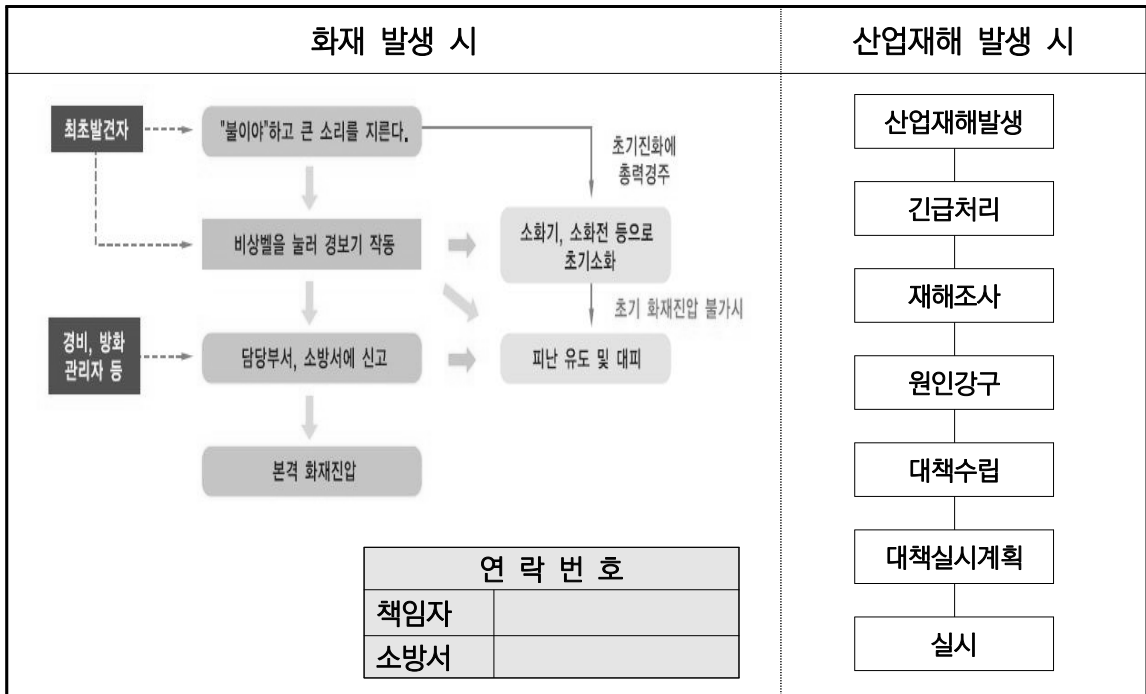 화재 발생 시
최초발견자
"불이야"하고 큰 소리를 지른다.
초기진화에
총력경주
비상벨을 눌러 경보기 작동
소화기, 소화전 등으로
초기소화
초기 화재진압 불가시
경비, 방화
관리자 등
담당부서, 소방서에 신고
피난 유도 및 대피
본격 화재진압
연 락 번 호
책임자
소방서
산업재해 발생 시
산업재해발생
긴급처리
재해조사
원인강구
대책수립
대책실시계획
실시